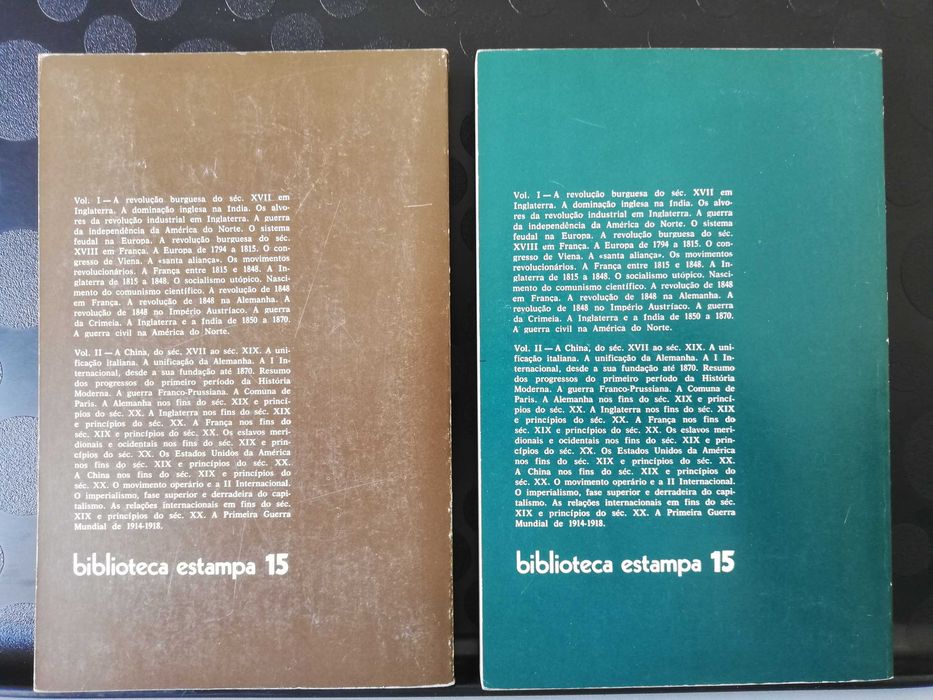 Vol. I — A revolução burguesa do séc. XVII em
Inglaterra. A dominação inglesa na Índia. Os alvo-
res da revolução industrial em Inglaterra. A guerra
da independência da América do Norte. O sistema
feudal na Europa. A revolução burguesa do séc.
XVIII em França. A Europa de 1794 a 1815. O con-
gresso de Viena. A «santa aliança». Os movimentos
revolucionários. A França entre 1815 e 1848. A In-
glaterra de 1815 a 1848. O socialismo utópico. Nasci-
mento do comunismo científico. A revolução de 1848
em França. A revolução de 1848 na Alemanha. A
revolução de 1848 no Império Austríaco. A guerra
da Crimeia. A Inglaterra e a Índia de 1850 a 1870.
A guerra civil na América do Norte.
Vol. II — A China, do séc. XVII ao séc. XIX. A uni-
ficação italiana. A unificação da Alemanha. A I In-
ternacional, desde a sua fundação até 1870. Resumo
dos progressos do primeiro período da História
Moderna. A guerra Franco-Prussiana. A Comuna de
Paris. A Alemanha nos fins do séc. XIX e princí-
pios do séc. XX. A Inglaterra nos fins do séc. XIX
e princípios do séc. XX. A França nos fins do
séc. XIX e princípios do séc. XX. Os eslavos meri-
dionais e ocidentais nos fins do séc. XIX e prin-
cípios do séc. XX. Os Estados Unidos da América
nos fins do séc. XIX e princípios do séc. XX.
A China nos fins do séc. XIX e princípios do
séc. XX. O movimento operário e a II Internacional.
O imperialismo, fase superior e derradeira do capi-
talismo. As relações internacionais em fins do séc.
XIX e princípios do séc. XX. A Primeira Guerra
Mundial de 1914-1918.
biblioteca estampa 15
Vol. I — A revolução burguesa do séc. XVII em
Inglaterra. A dominação inglesa na Índia. Os alvo-
res da revolução industrial em Inglaterra. A guerra
da independência da América do Norte. O sistema
feudal na Europa. A revolução burguesa do séc.
XVIII em França. A Europa de 1794 a 1815. O con-
gresso de Viena. A «santa aliança». Os movimentos
revolucionários. A França entre 1815 e 1848. A In-
glaterra de 1815 a 1848. O socialismo utópico. Nasci-
mento do comunismo científico. A revolução de 1848
em França. A revolução de 1848 na Alemanha. A
revolução de 1848 no Império Austríaco. A guerra
da Crimeia. A Inglaterra e a Índia de 1850 a 1870.
A guerra civil na América do Norte.
Vol. II — A China, do séc. XVII ao séc. XIX. A uni-
ficação italiana. A unificação da Alemanha. A I In-
ternacional, desde a sua fundação até 1870. Resumo
dos progressos do primeiro período da História
Moderna. A guerra Franco-Prussiana. A Comuna de
Paris. A Alemanha nos fins do séc. XIX e princí-
pios do séc. XX. A Inglaterra nos fins do séc. XIX
e princípios do séc. XX. A França nos fins do
séc. XIX e princípios do séc. XX. Os eslavos meri-
dionais e ocidentais nos fins do séc. XIX e prin-
cípios do séc. XX. Os Estados Unidos da América
nos fins do séc. XIX e princípios do séc. XX.
A China nos fins do séc. XIX e princípios do
séc. XX. O movimento operário e a II Internacional.
O imperialismo, fase superior e derradeira do capi-
talismo. As relações internacionais em fins do séc.
XIX e princípios do séc. XX. A Primeira Guerra
Mundial de 1914-1918.
biblioteca estampa 15